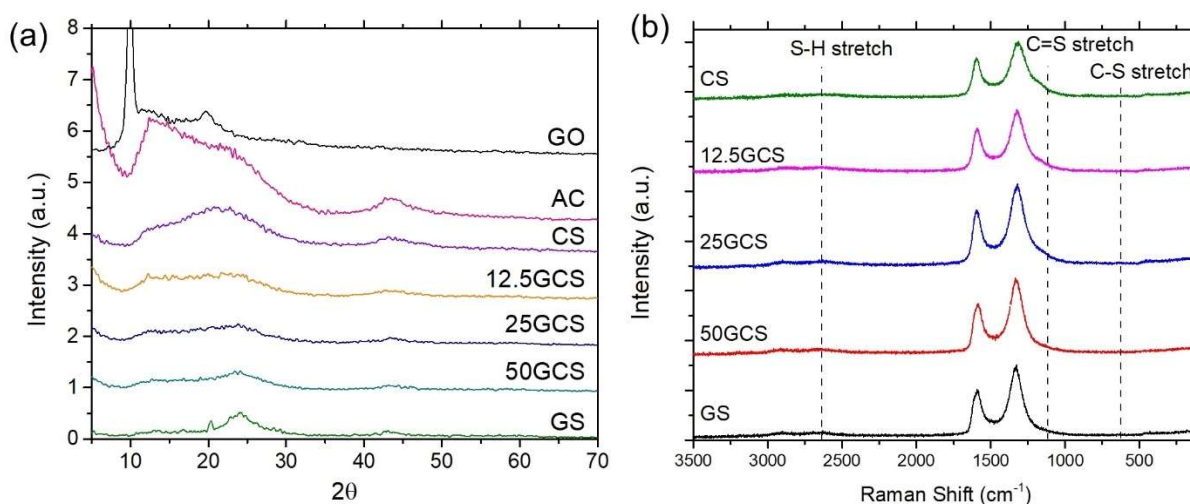 (a)
8
7
6
5
4
3
2
1
0
Intensity (a.u.)
GO
AC
CS
12.5GCS
25GCS
50GCS
GS
10 20 30 40 50 60 70
2θ
(b)
S-H stretch
C=S stretch
C-S stretch
CS
12.5GCS
25GCS
50GCS
GS
Intensity (a.u.)
3500 3000 2500 2000 1500 1000 500
Raman Shift (cm⁻¹)